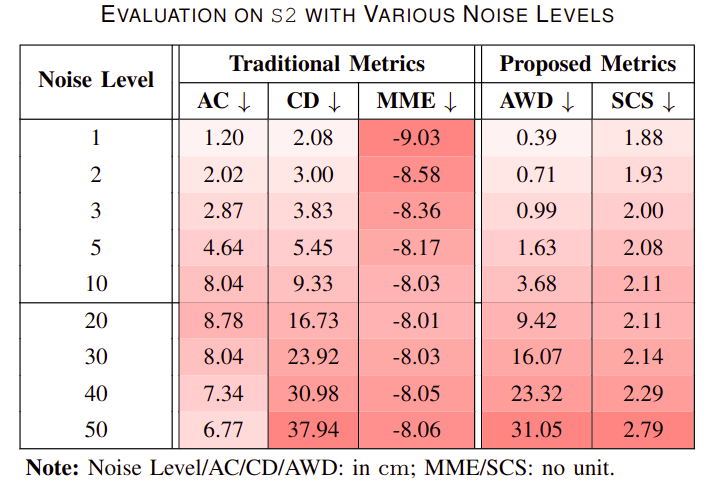 EVALUATION ON S2 WITH VARIOUS NOISE LEVELS
Noise Level Traditional Metrics Proposed Metrics
AC ↓ CD ↓ MME ↓ AWD ↓ SCS ↓
1 1.20 2.08 -9.03 0.39 1.88
2 2.02 3.00 -8.58 0.71 1.93
3 2.87 3.83 -8.36 0.99 2.00
5 4.64 5.45 -8.17 1.63 2.08
10 8.04 9.33 -8.03 3.68 2.11
20 8.78 16.73 -8.01 9.42 2.11
30 8.04 23.92 -8.03 16.07 2.14
40 7.34 30.98 -8.05 23.32 2.29
50 6.77 37.94 -8.06 31.05 2.79
Note: Noise Level/AC/CD/AWD: in cm; MME/SCS: no unit.